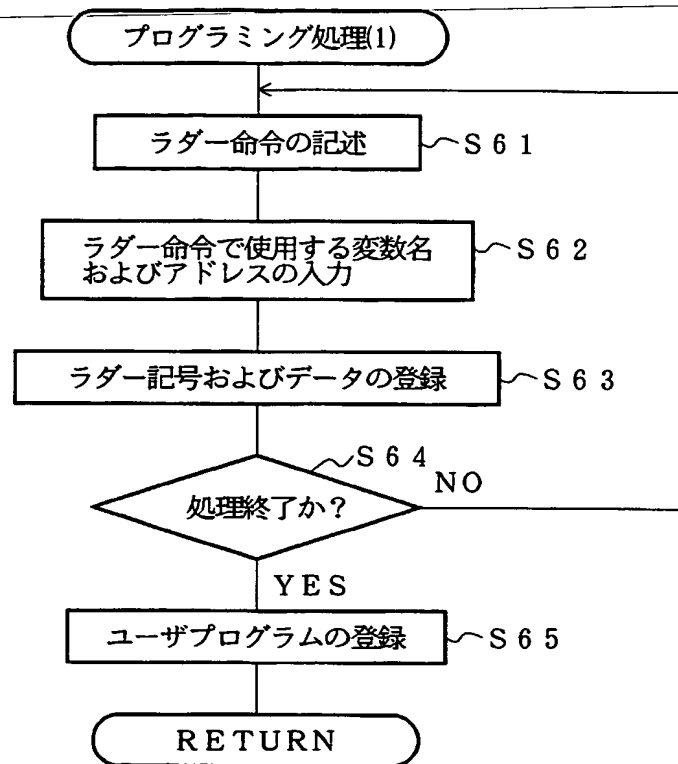 プログラミング処理(1)
ラダー命令の記述
S61
ラダー命令で使用する変数名
およびアドレスの入力
S62
ラダー記号およびデータの登録
S63
S64
処理終了か？
NO
YES
ユーザプログラムの登録
S65
RETURN